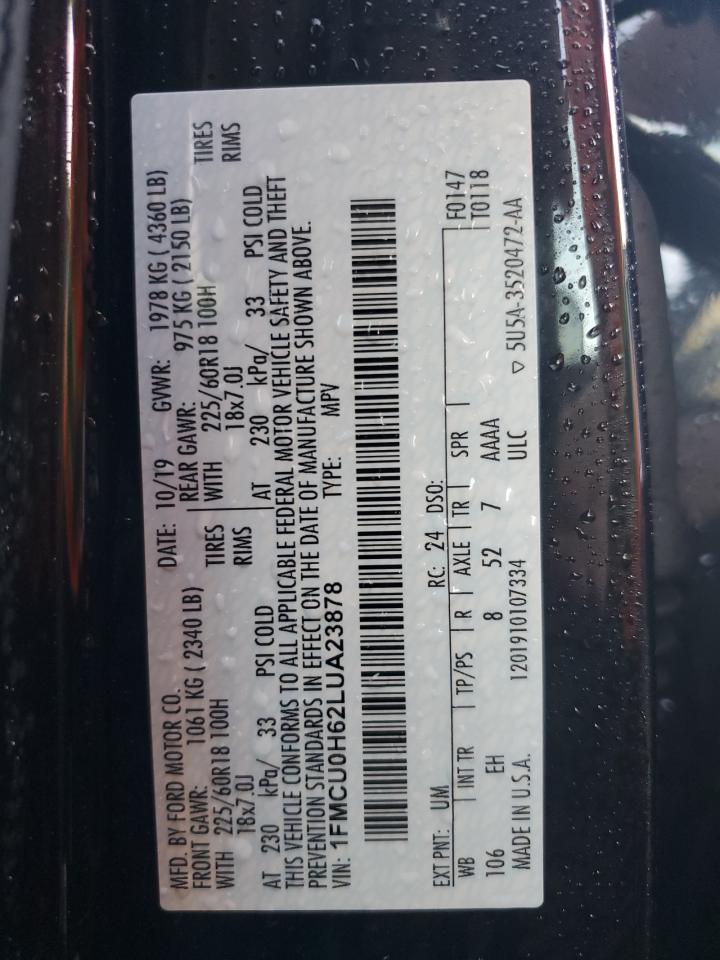 MFD. BY FORD MOTOR CO. DATE: 10/19 GVWR: 1978 KG ( 4360 LB)
FRONT GAWR: 1061 KG ( 2340 LB) REAR GAWR: 975 KG ( 2150 LB)
WITH 225/60R18 100H TIRES WITH 225/60R18 100H TIRES
18x7.0J RIMS 18x7.0J RIMS
AT 230 kPa/ 33 PSI COLD AT 230 kPa/ 33 PSI COLD
THIS VEHICLE CONFORMS TO ALL APPLICABLE FEDERAL MOTOR VEHICLE SAFETY AND THEFT
PREVENTION STANDARDS IN EFFECT ON THE DATE OF MANUFACTURE SHOWN ABOVE.
VIN: 1FMCU0H62LUA23878 TYPE: MPV
EXT PNT: UM RC: 24 DSO: F0147
WB INT TR TP/PS R AXLE TR SPR T0118
106 EH 8 52 7 AAAA
MADE IN U.S.A. 1201910107334 ULC ▽ 5U5A-3520472-AA